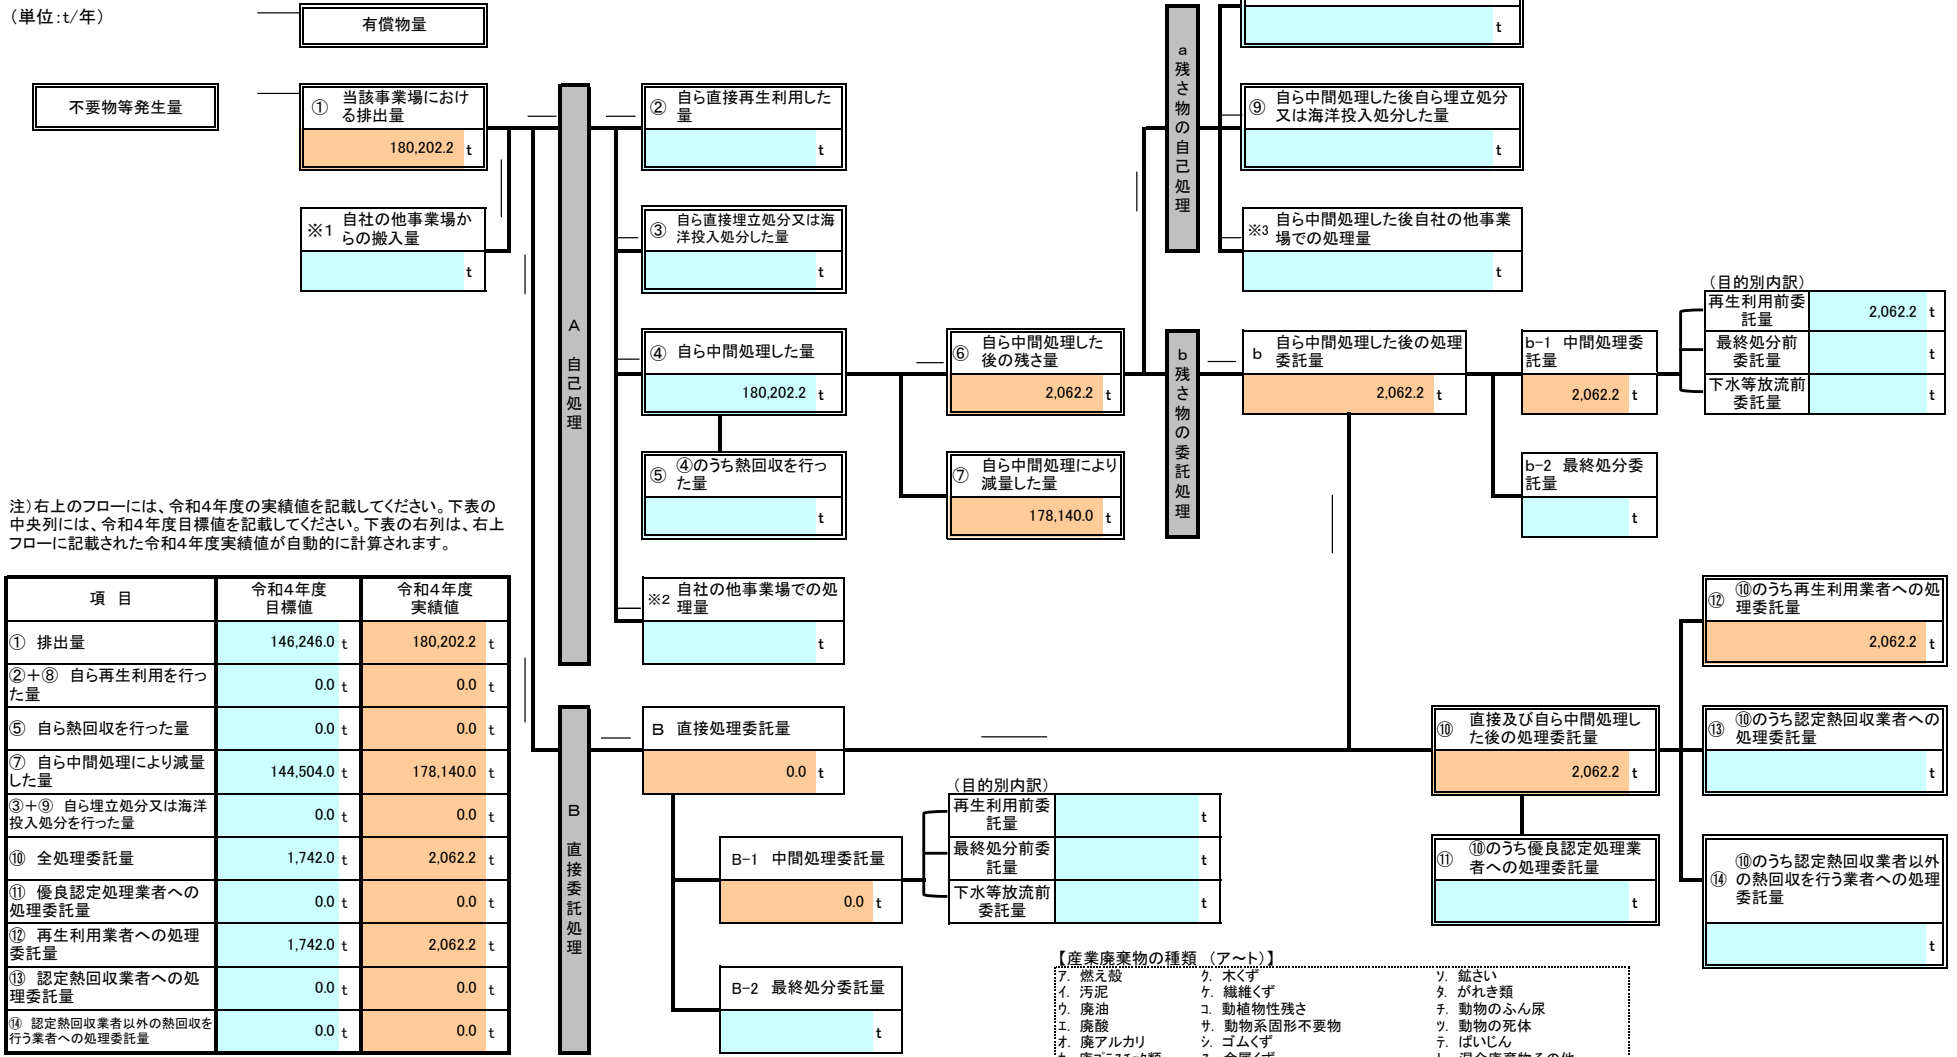 （単位:t/年）
有償物量
不要物等発生量
① 当該事業場におけ
る排出量
180,202.2 t
※1 自社の他事業場か
らの搬入量
t
A 自己処理
② 自ら直接再生利用した
量
t
③ 自ら直接埋立処分又は海
洋投入処分した量
t
④ 自ら中間処理した量
180,202.2 t
⑤ ④のうち熱回収を行っ
た量
t
※2 自社の他事業場での処
理量
t
⑥ 自ら中間処理した
後の残さ量
2,062.2 t
⑦ 自ら中間処理により
減量した量
178,140.0 t
a 残さ物の自己処理
t
⑨ 自ら中間処理した後自ら埋立処分
又は海洋投入処分した量
t
※3 自ら中間処理した後自社の他事業
場での処理量
t
b 残さ物の委託処理
b 自ら中間処理した後の処理
委託量
2,062.2 t
b-1 中間処理委
託量
2,062.2 t
b-2 最終処分委
託量
t
（目的別内訳）
再生利用前委
託量
2,062.2 t
最終処分前
委託量
t
下水等放流前
委託量
t
注）右上のフローには、令和4年度の実績値を記載してください。下表の
中央列には、令和4年度目標値を記載してください。下表の右列は、右上
フローに記載された令和4年度実績値が自動的に計算されます。
項 目 令和4年度 目標値 令和4年度 実績値
① 排出量 146,246.0 t 180,202.2 t
②＋⑧ 自ら再生利用を行っ
た量 0.0 t 0.0 t
⑤ 自ら熱回収を行った量 0.0 t 0.0 t
⑦ 自ら中間処理により減量
した量 144,504.0 t 178,140.0 t
③＋⑨ 自ら埋立処分又は海洋
投入処分を行った量 0.0 t 0.0 t
⑩ 全処理委託量 1,742.0 t 2,062.2 t
⑪ 優良認定処理業者への
処理委託量 0.0 t 0.0 t
⑫ 再生利用業者への処理
委託量 1,742.0 t 2,062.2 t
⑬ 認定熱回収業者への処
理委託量 0.0 t 0.0 t
⑭ 認定熱回収業者以外の熱回収を
行う業者への処理委託量 0.0 t 0.0 t
B 直接委託処理
B 直接処理委託量
0.0 t
B-1 中間処理委託量
0.0 t
B-2 最終処分委託量
t
（目的別内訳）
再生利用前委
託量
t
最終処分前委
託量
t
下水等放流前
委託量
t
⑩ 直接及び自ら中間処理し
た後の処理委託量
2,062.2 t
⑪ ⑩のうち優良認定処理業
者への処理委託量
t
⑫ ⑩のうち再生利用業者への処
理委託量
2,062.2 t
⑬ ⑩のうち認定熱回収業者への
処理委託量
t
⑭ ⑩のうち認定熱回収業者以外
の熱回収を行う業者への処理
委託量
t
【産業廃棄物の種類 （ア～ト）】
ア. 燃え殻 ク. 木くず ソ. 鉱さい
イ. 汚泥 ケ. 繊維くず タ. がれき類
ウ. 廃油 コ. 動植物性残さ チ. 動物のふん尿
エ. 廃酸 サ. 動物系固形不要物 ツ. 動物の死体
オ. 廃アルカリ シ. ゴムくず テ. ばいじん
カ. 廃プラスチック類 ス. 金属くず ト. 混合廃棄物その他